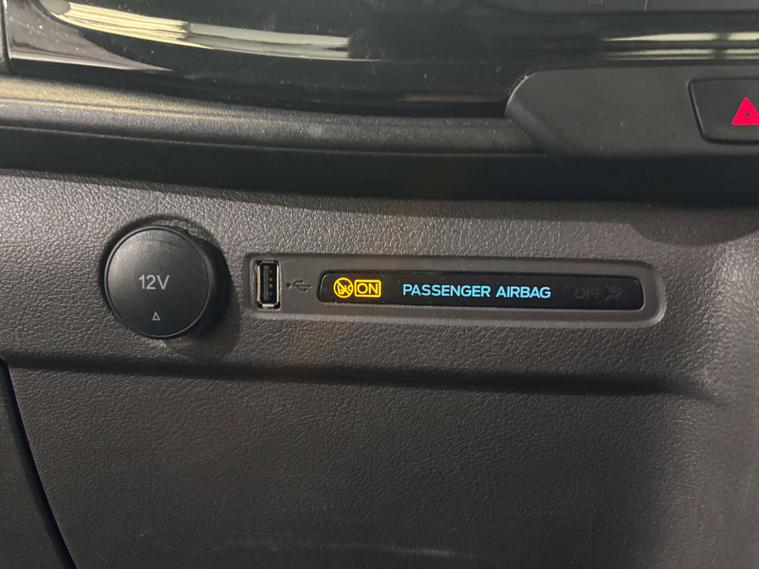 12V
ON PASSENGER AIRBAG OFF